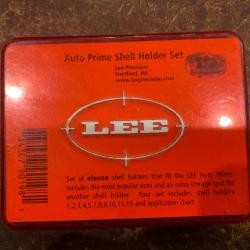 Auto Prime Shell Holder Set
Lee Precision
Hartford, WI
www.leeprecision.com
LEE
Set of eleven shell holders that fit the LEE Auto Prime.
Includes the most popular sizes and an extra storage spot for
another shell holder. Your set includes shell holders
1,2,3,4,5,7,8,9,10,11,19 and application chart.